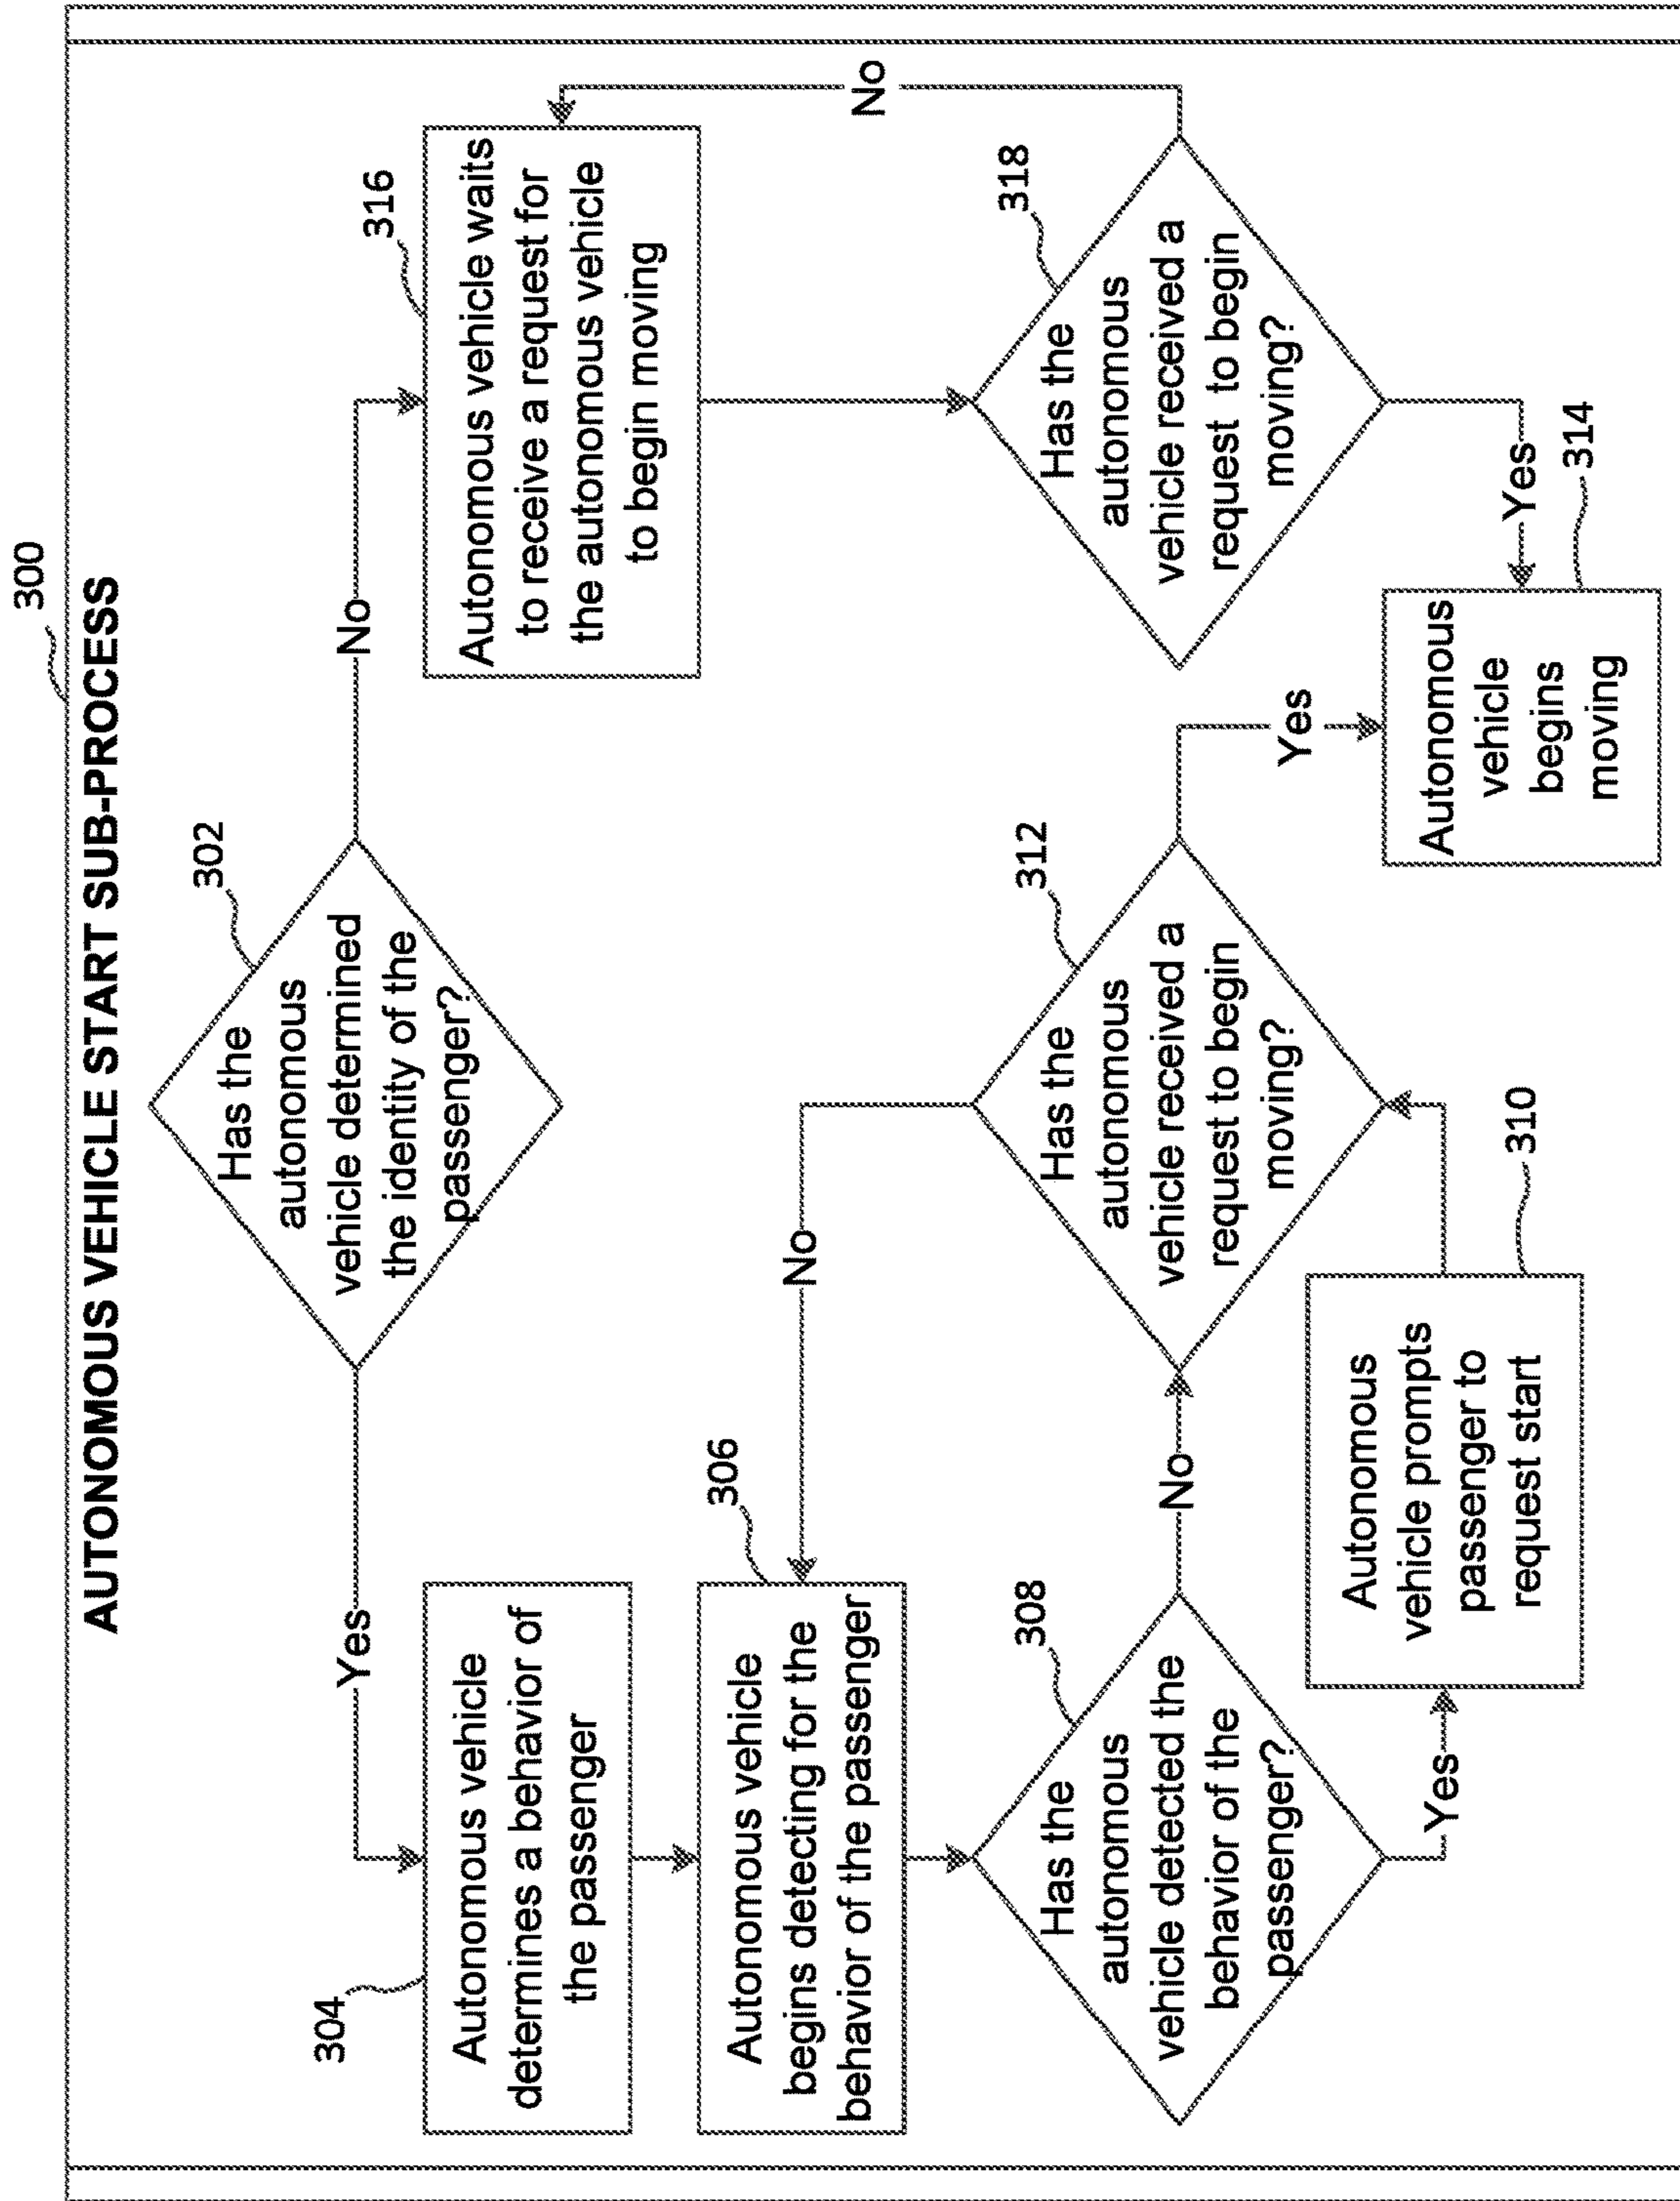 300
AUTONOMOUS VEHICLE START SUB-PROCESS
302
Has the
autonomous
vehicle determined
the identity of the
passenger?
Yes
No
304
Autonomous vehicle
determines a behavior of
the passenger
316
Autonomous vehicle waits
to receive a request for
the autonomous vehicle
to begin moving
306
Autonomous vehicle
begins detecting for the
behavior of the passenger
No
No
308
Has the
autonomous
vehicle detected the
behavior of the
passenger?
No
312
Has the
autonomous
vehicle received a
request to begin
moving?
318
Has the
autonomous
vehicle received a
request to begin
moving?
Yes
Yes
Yes
310
Autonomous
vehicle prompts
passenger to
request start
314
Autonomous
vehicle
begins
moving